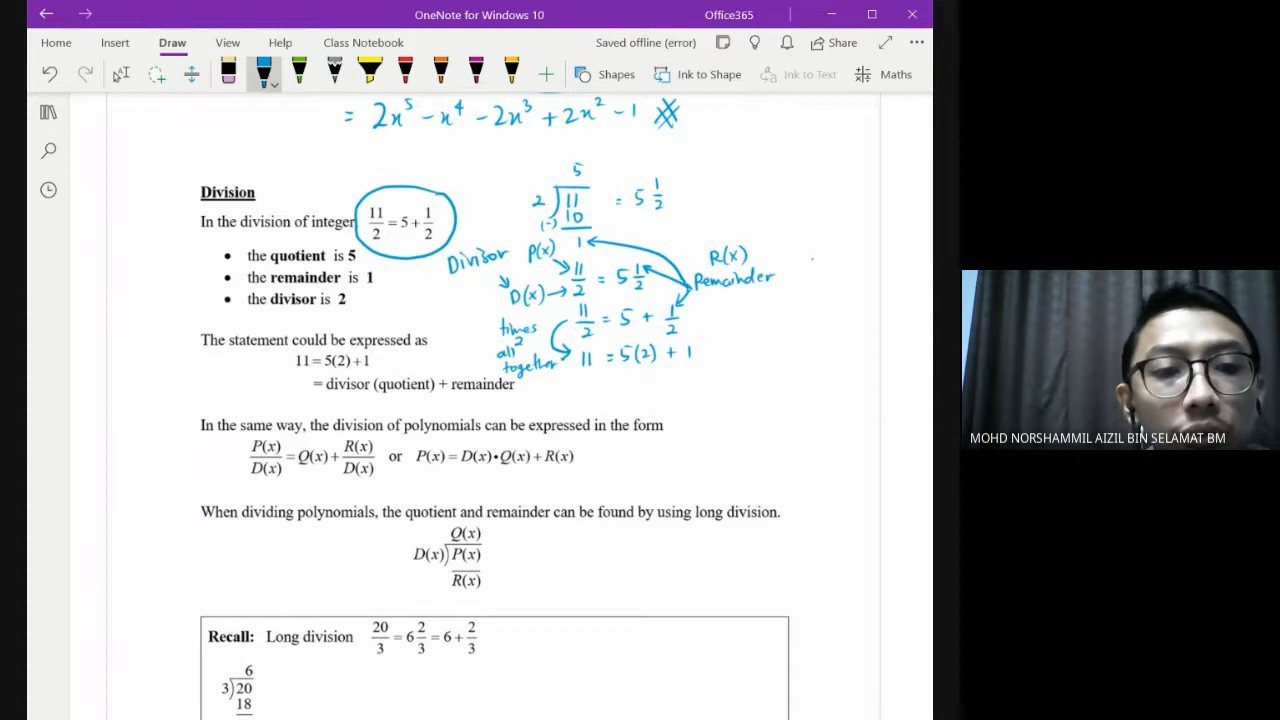 OneNote for Windows 10
Office365
Home Insert Draw View Help Class Notebook
Saved offline (error)
Share
Shapes Ink to Shape Ink to Text Maths
= 2x⁵ - x⁴ - 2x³ + 2x² - 1
Division
In the division of integer, 11/2 = 5 + 1/2
• the quotient is 5
• the remainder is 1
• the divisor is 2
5
2 ) 11 = 5 1/2
(-) 10
1
Divisor P(x) R(x)
Remainder
D(x) → 11/2 = 5 1/2
11/2 = 5 + 1/2
times
all 2
together
11 = 5(2) + 1
The statement could be expressed as
11 = 5(2) + 1
= divisor (quotient) + remainder
In the same way, the division of polynomials can be expressed in the form
P(x)/D(x) = Q(x) + R(x)/D(x) or P(x) = D(x)•Q(x) + R(x)
When dividing polynomials, the quotient and remainder can be found by using long division.
Q(x)
D(x) ) P(x)
R(x)
Recall: Long division 20/3 = 6 2/3 = 6 + 2/3
6
3 ) 20
18
MOHD NORSHAMMIL AIZIL BIN SELAMAT BM